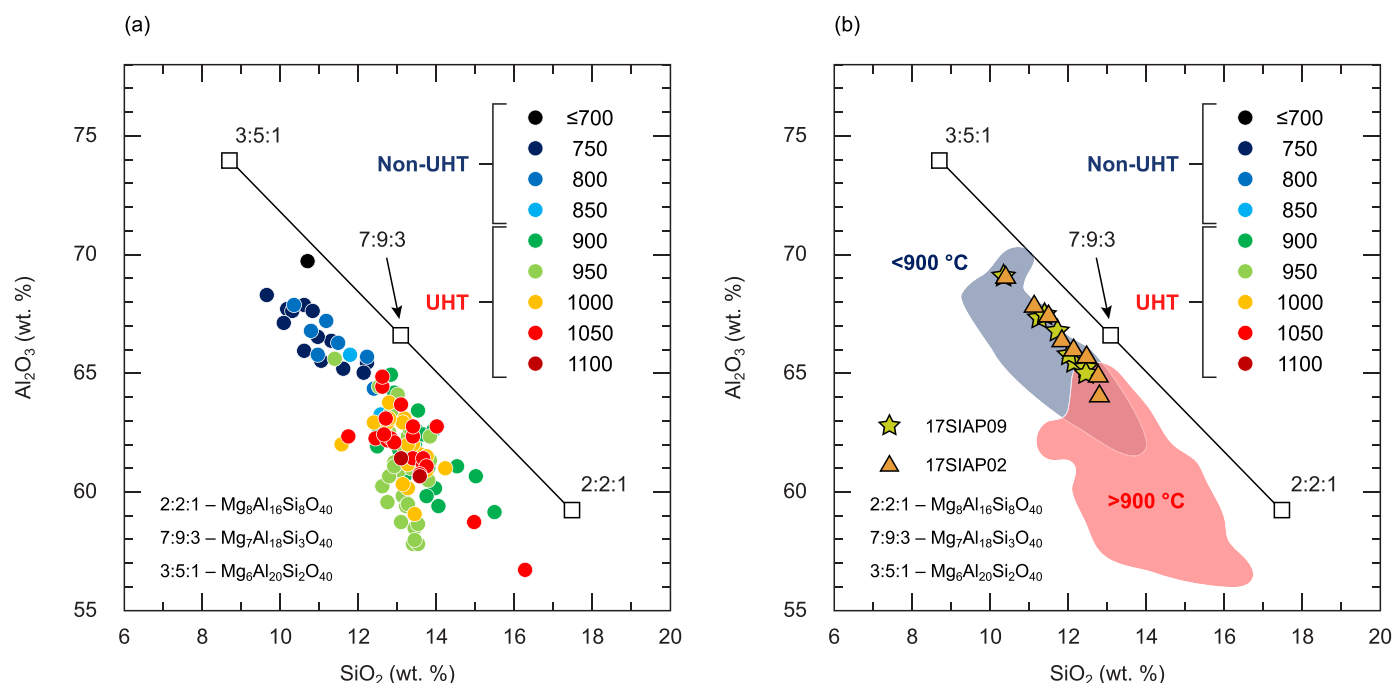 (a)
Al₂O₃ (wt. %)
75
70
65
60
55
6
8
10
12
14
16
18
20
SiO₂ (wt. %)
3:5:1
7:9:3
2:2:1
Non-UHT
UHT
≤700
750
800
850
900
950
1000
1050
1100
2:2:1 – Mg₈Al₁₆Si₈O₄₀
7:9:3 – Mg₇Al₁₈Si₃O₄₀
3:5:1 – Mg₆Al₂₀Si₂O₄₀
(b)
Al₂O₃ (wt. %)
75
70
65
60
55
6
8
10
12
14
16
18
20
SiO₂ (wt. %)
3:5:1
7:9:3
2:2:1
Non-UHT
UHT
≤700
750
800
850
900
950
1000
1050
1100
<900 °C
>900 °C
17SIAP09
17SIAP02
2:2:1 – Mg₈Al₁₆Si₈O₄₀
7:9:3 – Mg₇Al₁₈Si₃O₄₀
3:5:1 – Mg₆Al₂₀Si₂O₄₀